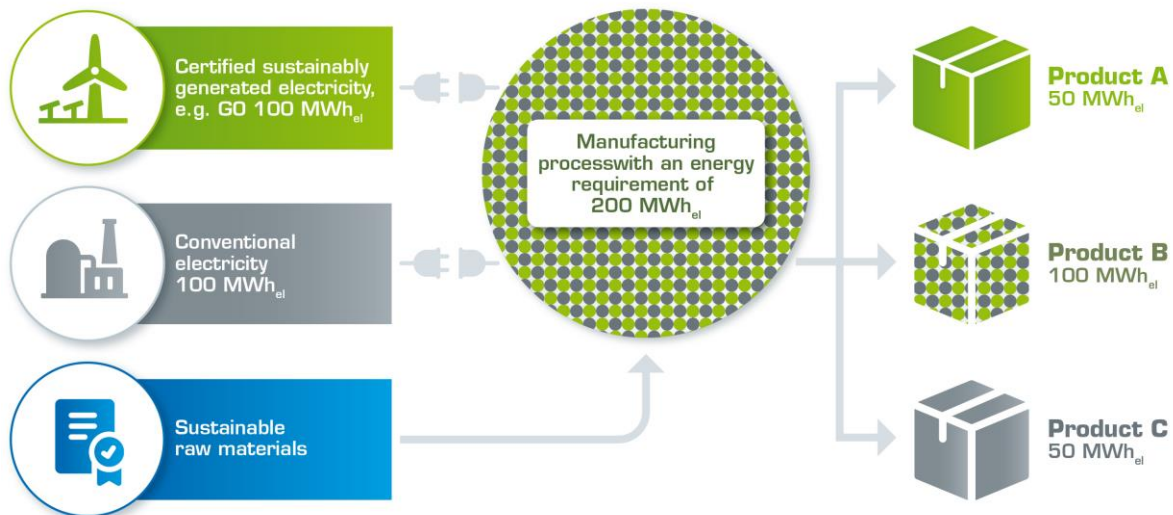 Certified sustainably
generated electricity,
e.g. GO 100 MWhel
Conventional
electricity
100 MWhel
Sustainable
raw materials
Manufacturing
processwith an energy
requirement of
200 MWhel
Product A
50 MWhel
Product B
100 MWhel
Product C
50 MWhel